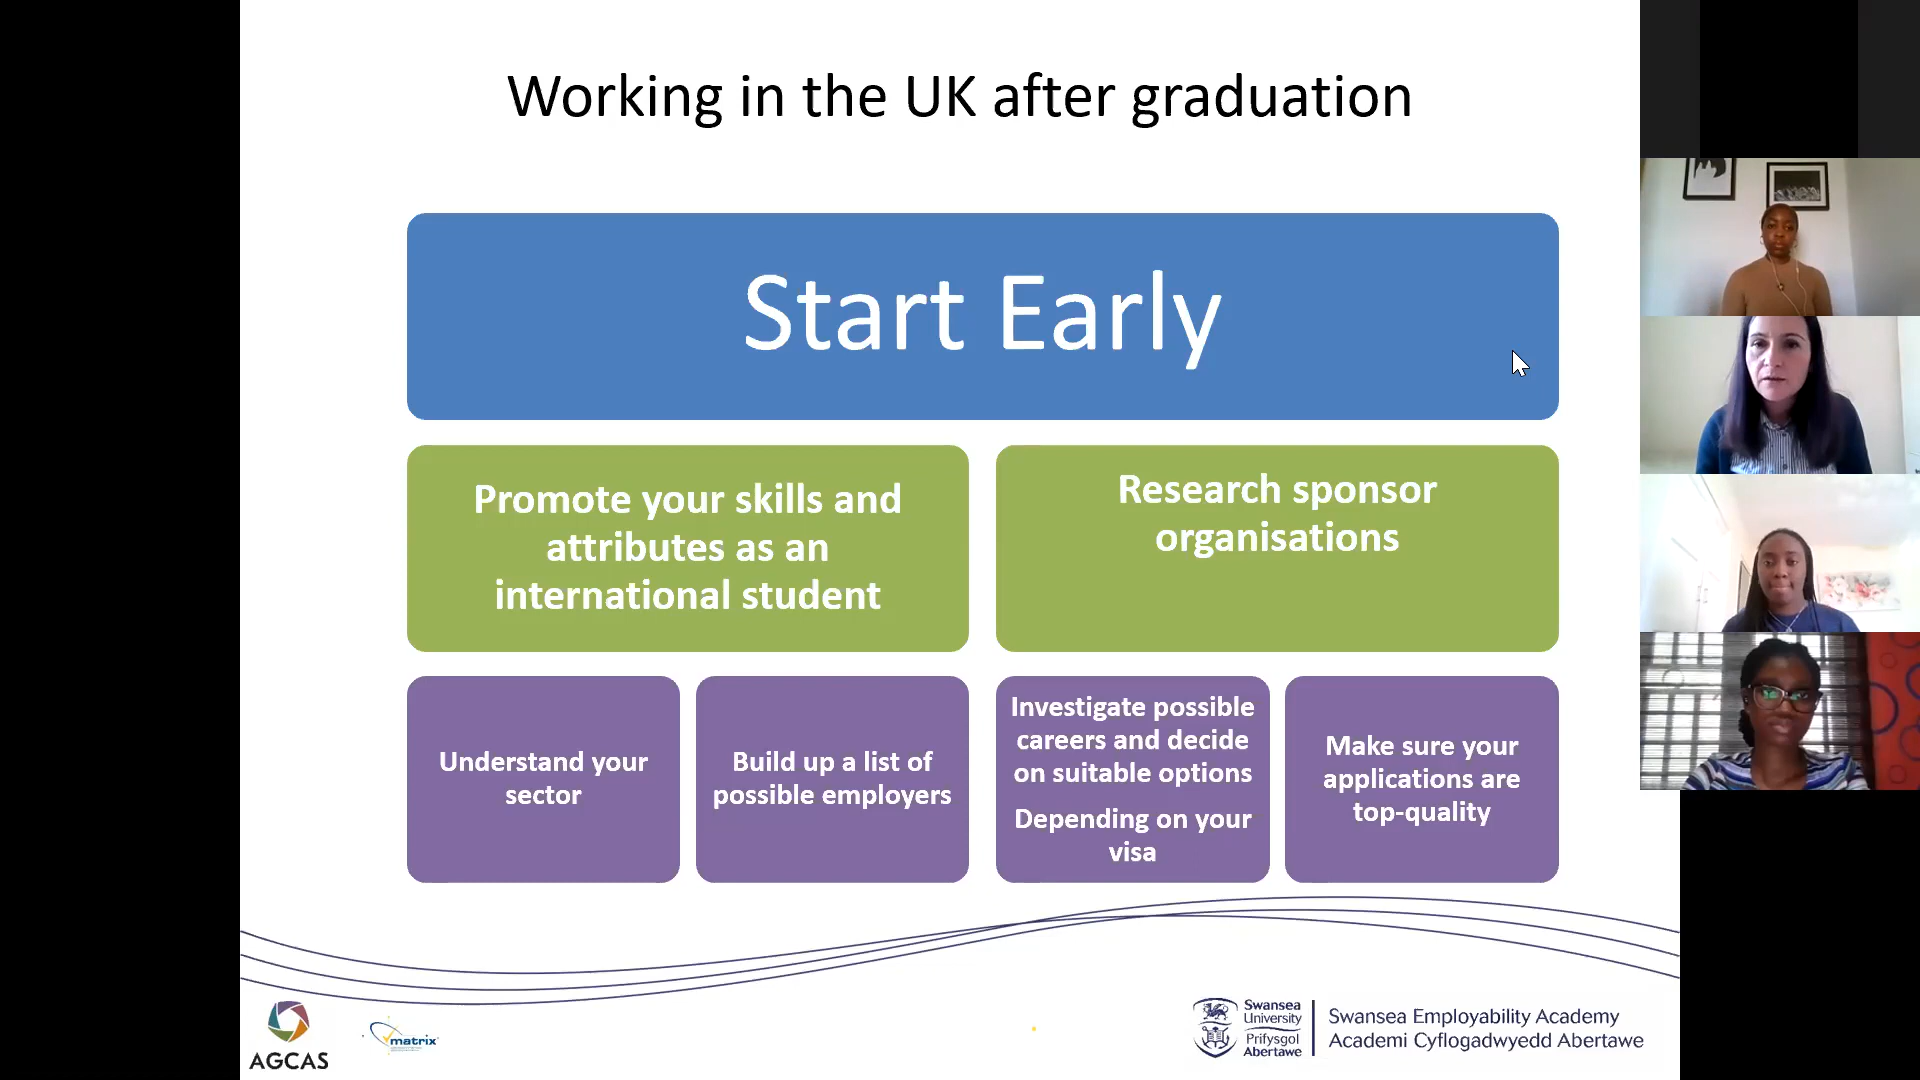 Working in the UK after graduation
Start Early
Promote your skills and
attributes as an
international student
Research sponsor
organisations
Understand your
sector
Build up a list of
possible employers
Investigate possible
careers and decide
on suitable options
Depending on your
visa
Make sure your
applications are
top-quality
AGCAS
matrix
Swansea
University
Prifysgol
Abertawe
Swansea Employability Academy
Academi Cyflogadwyedd Abertawe